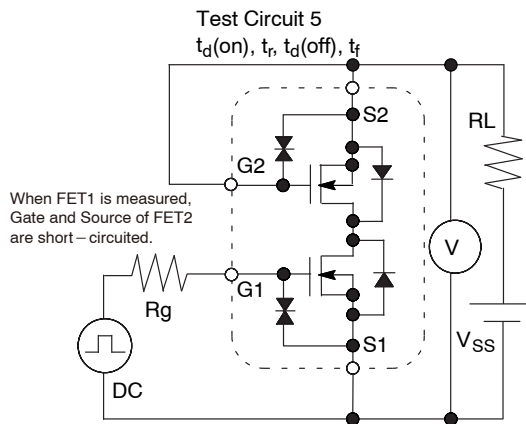 Test Circuit 5
td(on), tr, td(off), tf
S2
RL
G2
When FET1 is measured,
Gate and Source of FET2
are short–circuited.
V
G1
Rg
VSS
S1
DC